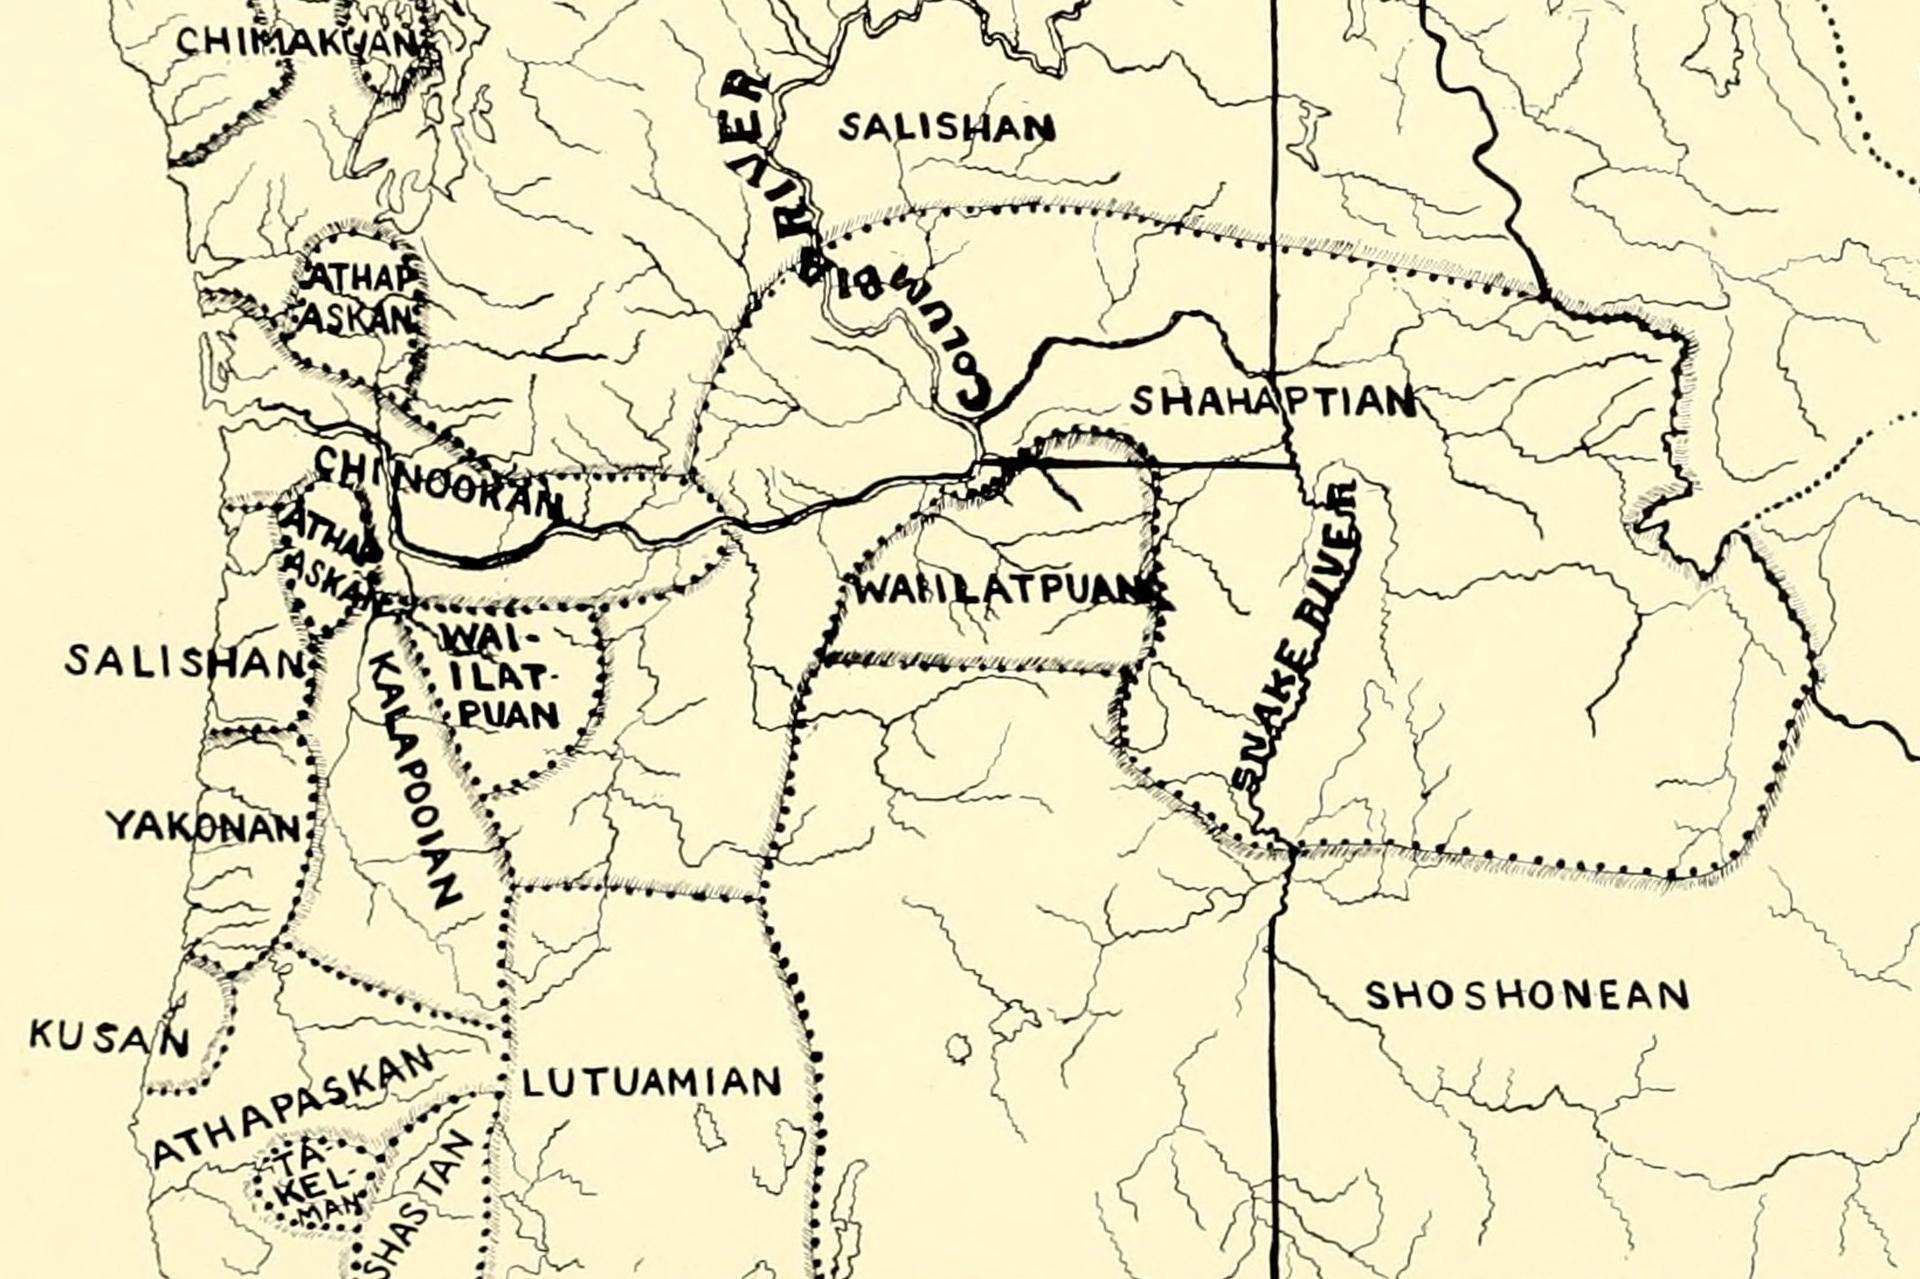 CHIMAKUAN
SALISHAN
COLUMBIA RIVER
ATHAP
ASKAN
SHAHAPTIAN
CHINOOKAN
ATHAP
ASKAN
WAIILATPUAN
WAI-
ILAT-
PUAN
SALISHAN
KALAPOOIAN
SNAKE RIVER
YAKONAN
SHOSHONEAN
KUSAN
LUTUAMIAN
ATHAPASKAN
TA-
KEL-
MAN
SHASTAN